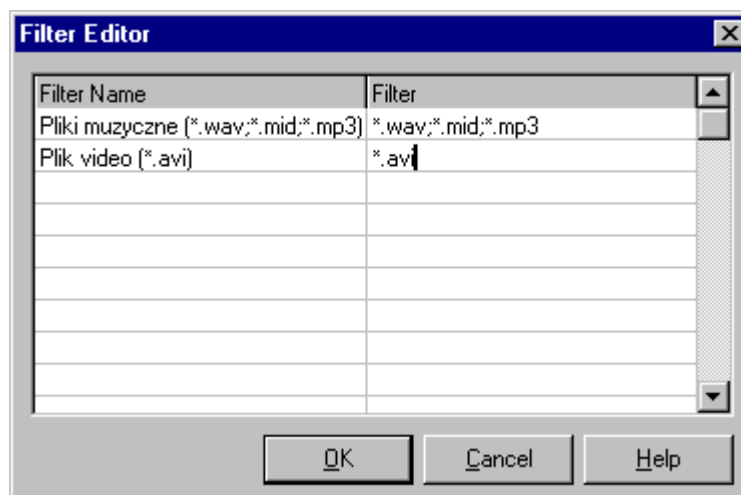 Filter Editor
Filter Name Filter
Pliki muzyczne (*.wav;*.mid;*.mp3) *.wav;*.mid;*.mp3
Plik video (*.avi) *.avi
OK Cancel Help